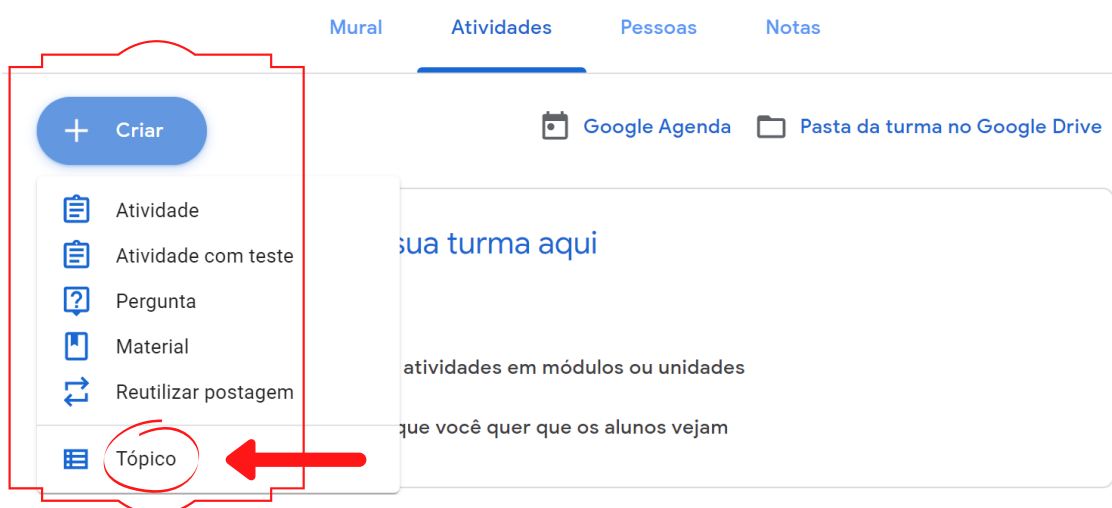 Mural Atividades Pessoas Notas
Criar
Google Agenda Pasta da turma no Google Drive
Atividade
sua turma aqui
Atividade com teste
Pergunta
Material
atividades em módulos ou unidades
Reutilizar postagem
que você quer que os alunos vejam
Tópico